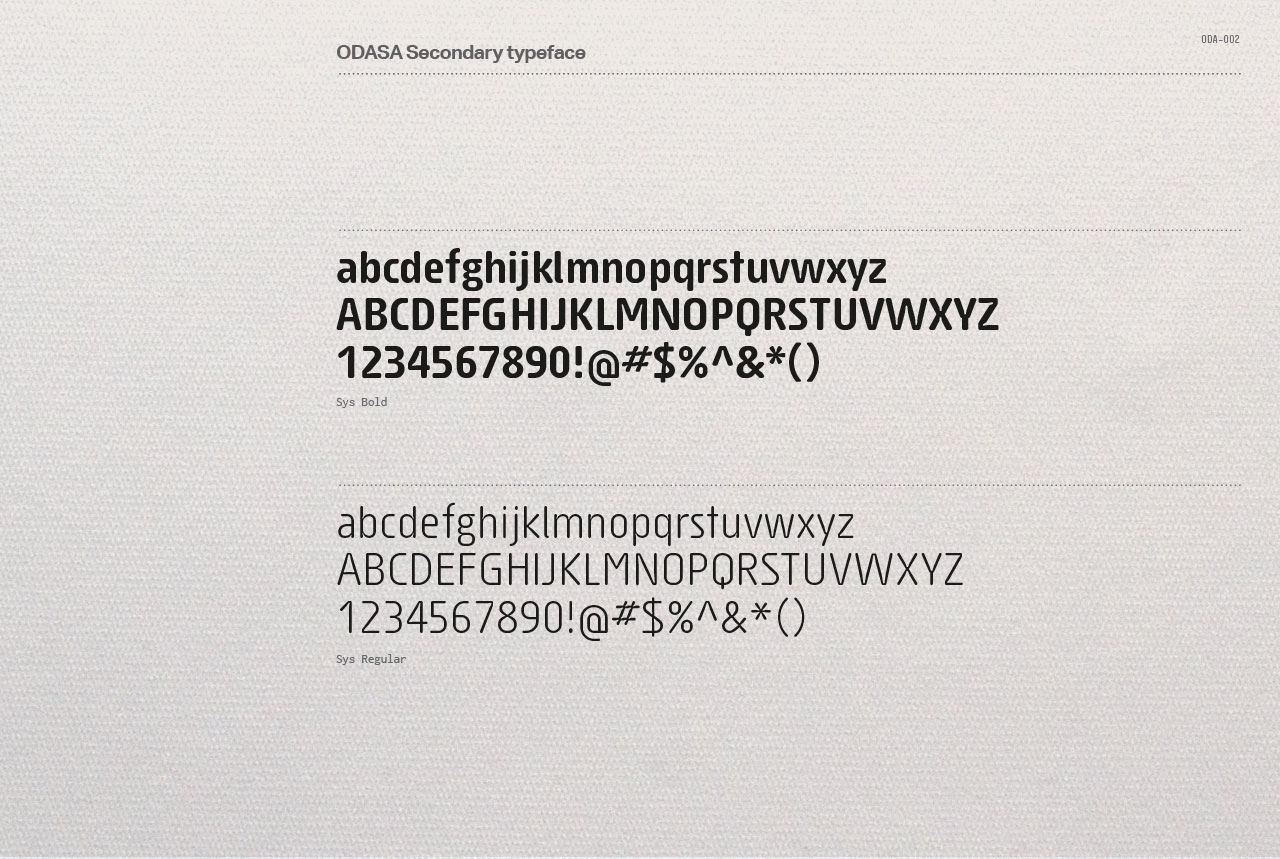 ODASA Secondary typeface
ODA-002
abcdefghijklmnopqrstuvwxyz
ABCDEFGHIJKLMNOPQRSTUVWXYZ
1234567890!@#$%^&*()
Sys Bold
abcdefghijklmnopqrstuvwxyz
ABCDEFGHIJKLMNOPQRSTUVWXYZ
1234567890!@#$%^&*()
Sys Regular